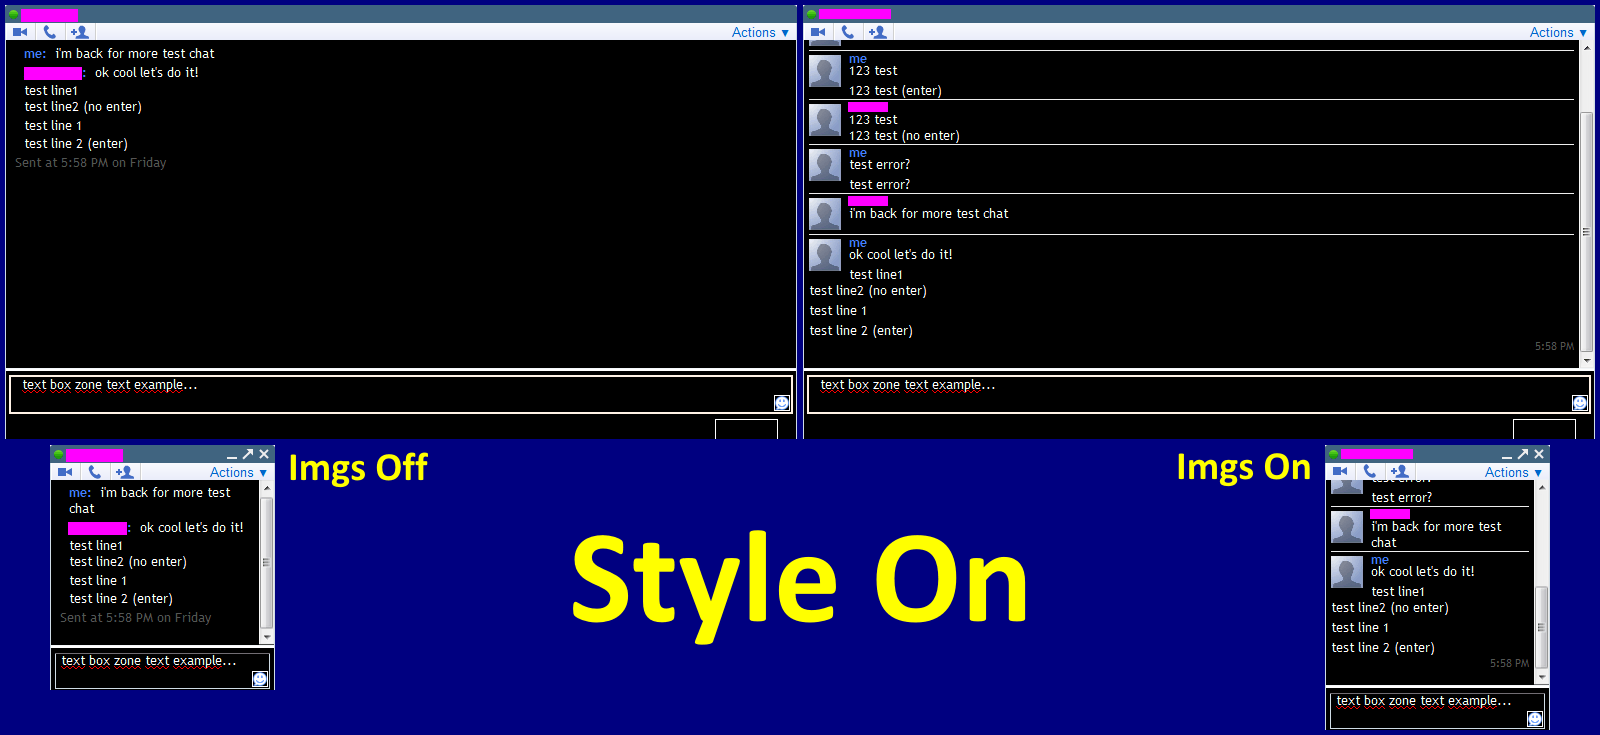 Actions ▼
me: i'm back for more test chat
: ok cool let's do it!
test line1
test line2 (no enter)
test line 1
test line 2 (enter)
Sent at 5:58 PM on Friday
text box zone text example...
Actions ▼
me
123 test
123 test (enter)
123 test
123 test (no enter)
me
test error?
test error?
i'm back for more test chat
me
ok cool let's do it!
test line1
test line2 (no enter)
test line 1
test line 2 (enter)
5:58 PM
text box zone text example...
Actions ▼
me: i'm back for more test
chat
: ok cool let's do it!
test line1
test line2 (no enter)
test line 1
test line 2 (enter)
Sent at 5:58 PM on Friday
text box zone text example...
Imgs Off
Style On
Imgs On
Actions ▼
test error?
test error?
i'm back for more test
chat
me
ok cool let's do it!
test line1
test line2 (no enter)
test line 1
test line 2 (enter)
5:58 PM
text box zone text example...